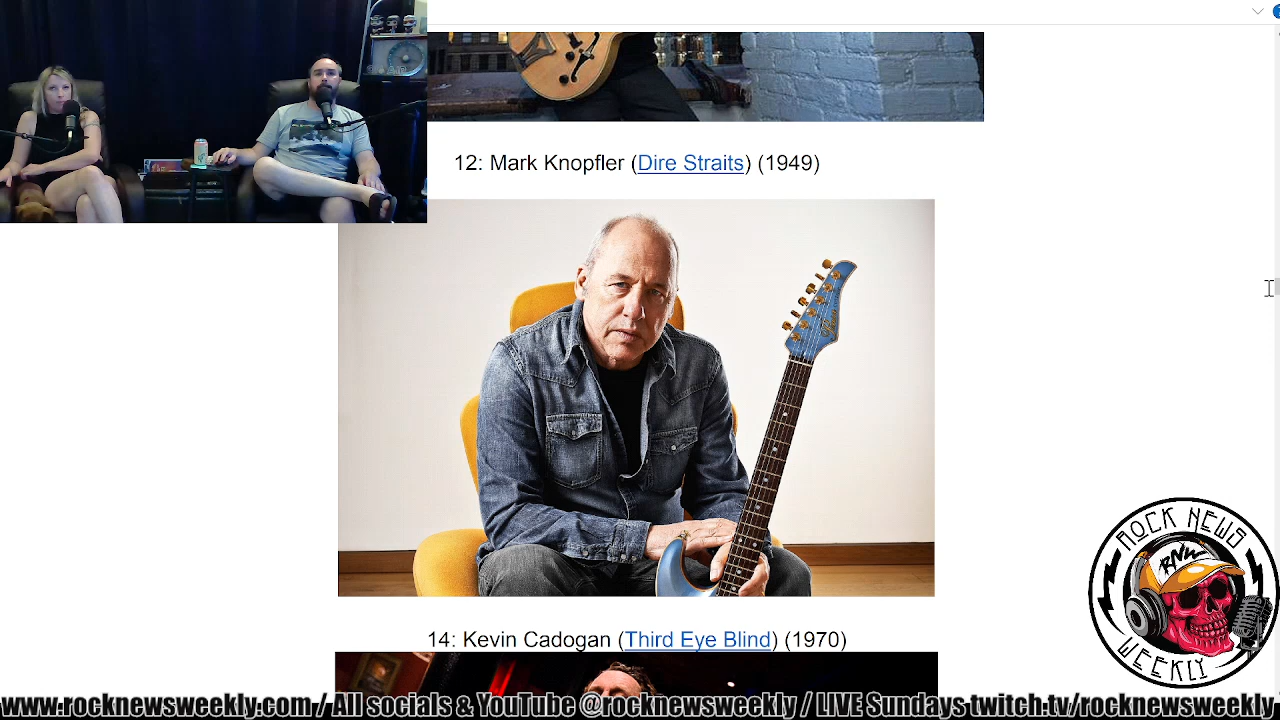 12: Mark Knopfler (Dire Straits) (1949)
14: Kevin Cadogan (Third Eye Blind) (1970)
ROCK NEWS
RNW
WEEKLY
www.rocknewsweekly.com / All socials & YouTube @rocknewsweekly / LIVE Sundays twitch.tv/rocknewsweekly